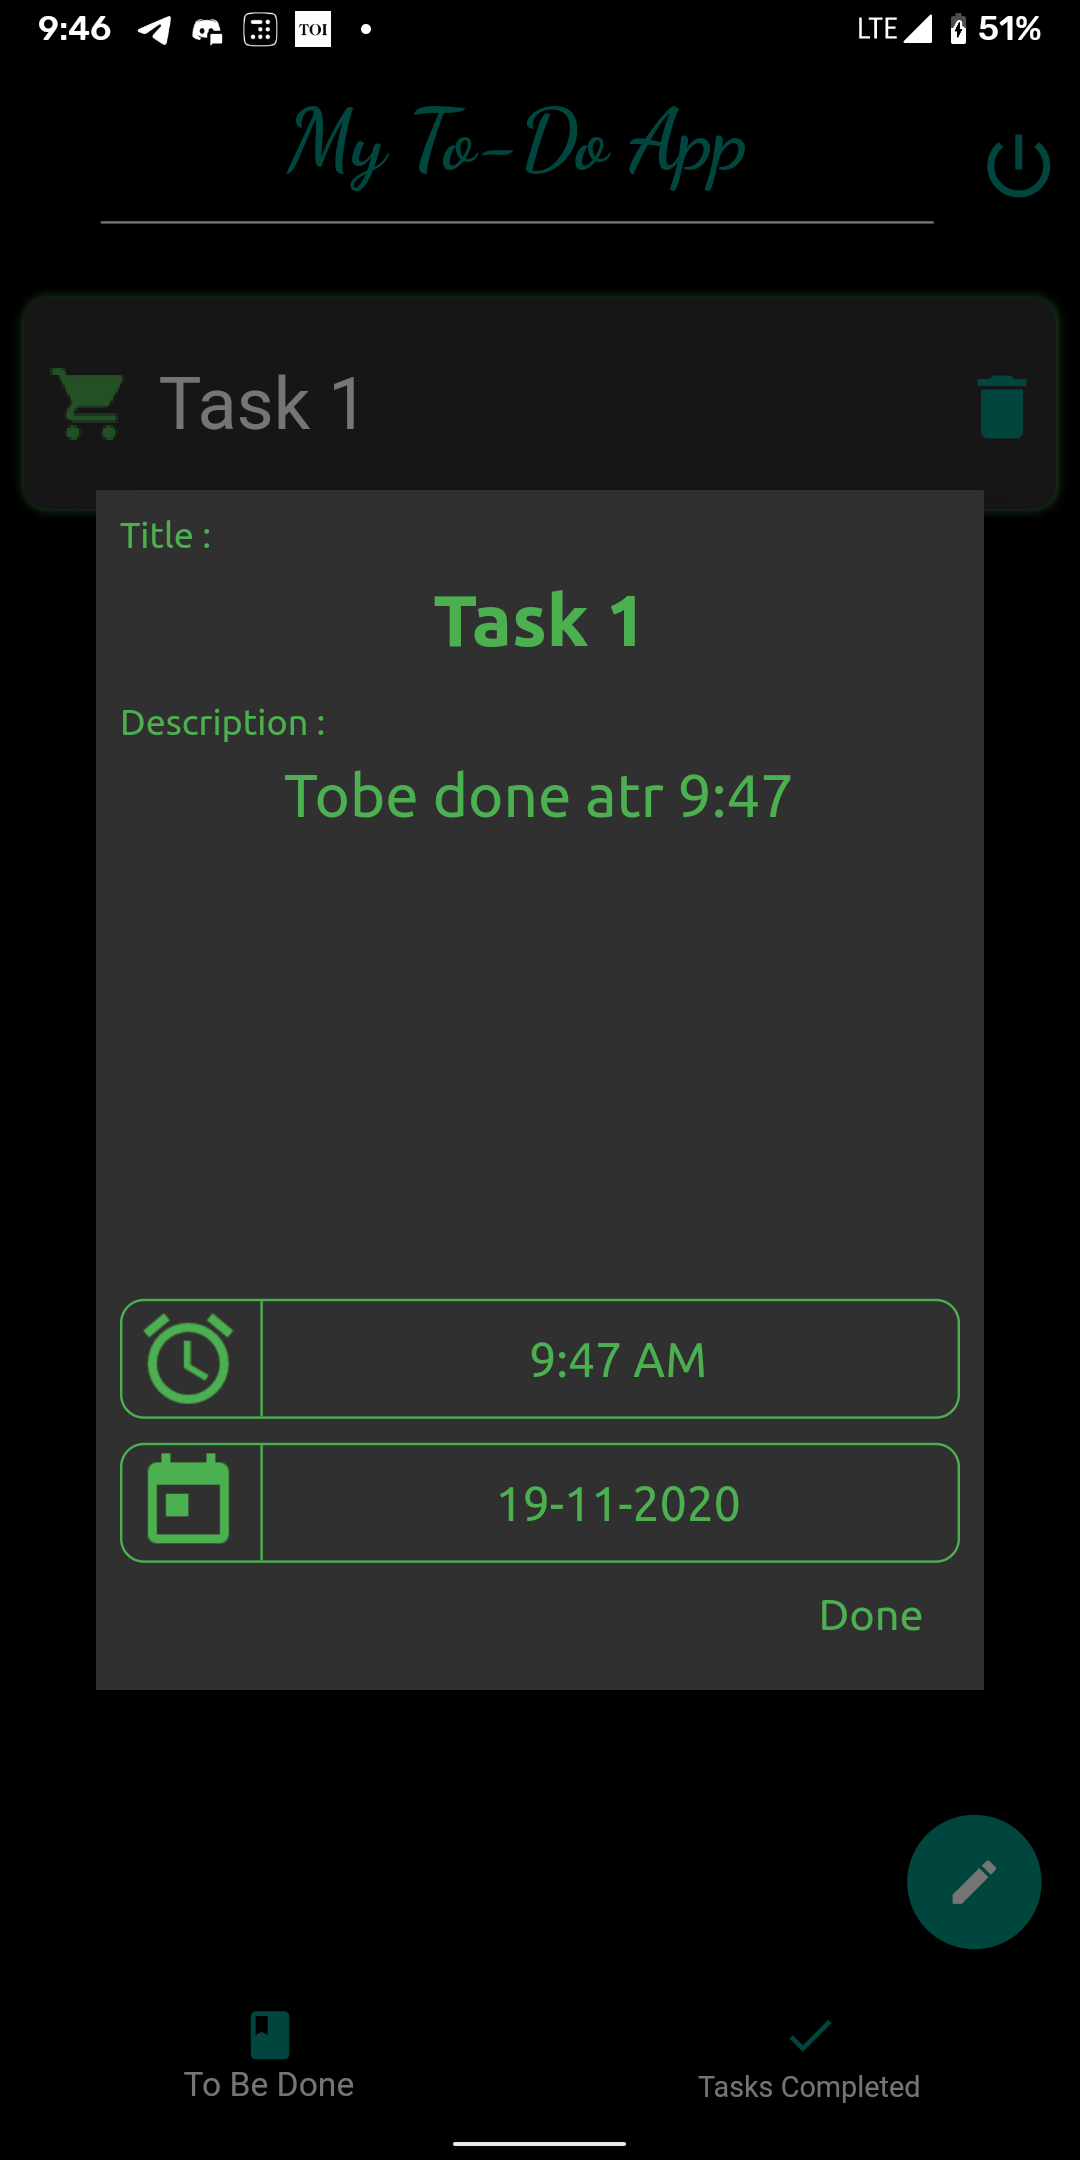 9:46 TOI LTE 51%
My To-Do App
Task 1
Title :
Task 1
Description :
Tobe done atr 9:47
9:47 AM
19-11-2020
Done
To Be Done
Tasks Completed